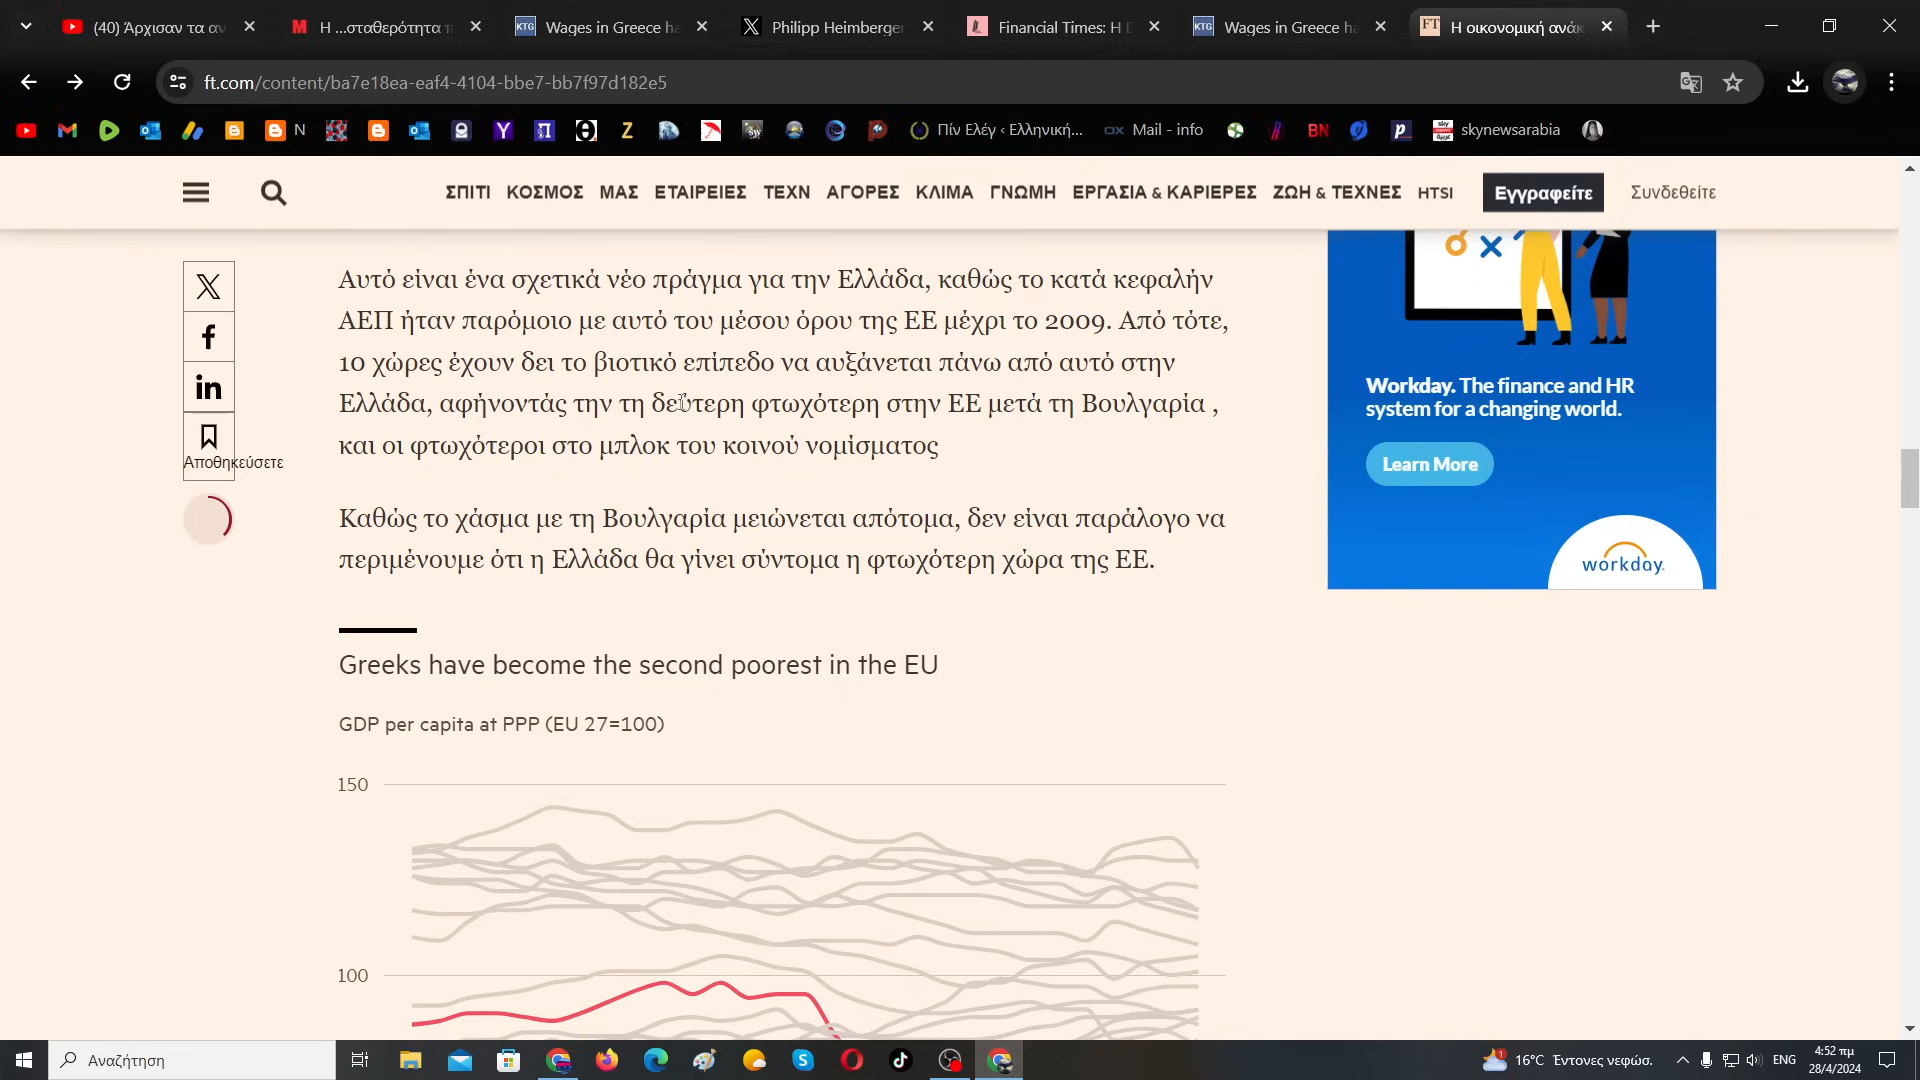 (40) Άρχισαν τα αν
Η ...σταθερότητα π
KTG Wages in Greece ha
Philipp Heimberger
Financial Times: Η Ε
KTG Wages in Greece ha
FT Η οικονομική ανάκ
ft.com/content/ba7e18ea-eaf4-4104-bbe7-bb7f97d182e5
N
Πίν Ελέγ ‹ Ελληνική...
Mail - info
BN
skynewsarabia
ΣΠΙΤΙ ΚΟΣΜΟΣ ΜΑΣ ΕΤΑΙΡΕΙΕΣ ΤΕΧΝ ΑΓΟΡΕΣ ΚΛΙΜΑ ΓΝΩΜΗ ΕΡΓΑΣΙΑ & ΚΑΡΙΕΡΕΣ ΖΩΗ & ΤΕΧΝΕΣ HTSI Εγγραφείτε Συνδεθείτε
Αποθηκεύσετε
Αυτό είναι ένα σχετικά νέο πράγμα για την Ελλάδα, καθώς το κατά κεφαλήν
ΑΕΠ ήταν παρόμοιο με αυτό του μέσου όρου της ΕΕ μέχρι το 2009. Από τότε,
10 χώρες έχουν δει το βιοτικό επίπεδο να αυξάνεται πάνω από αυτό στην
Ελλάδα, αφήνοντάς την τη δεύτερη φτωχότερη στην ΕΕ μετά τη Βουλγαρία ,
και οι φτωχότεροι στο μπλοκ του κοινού νομίσματος
Καθώς το χάσμα με τη Βουλγαρία μειώνεται απότομα, δεν είναι παράλογο να
περιμένουμε ότι η Ελλάδα θα γίνει σύντομα η φτωχότερη χώρα της ΕΕ.
Greeks have become the second poorest in the EU
GDP per capita at PPP (EU 27=100)
150
100
Workday. The finance and HR
system for a changing world.
Learn More
workday.
Αναζήτηση
16°C Έντονες νεφώσ.
ENG
4:52 πμ
28/4/2024